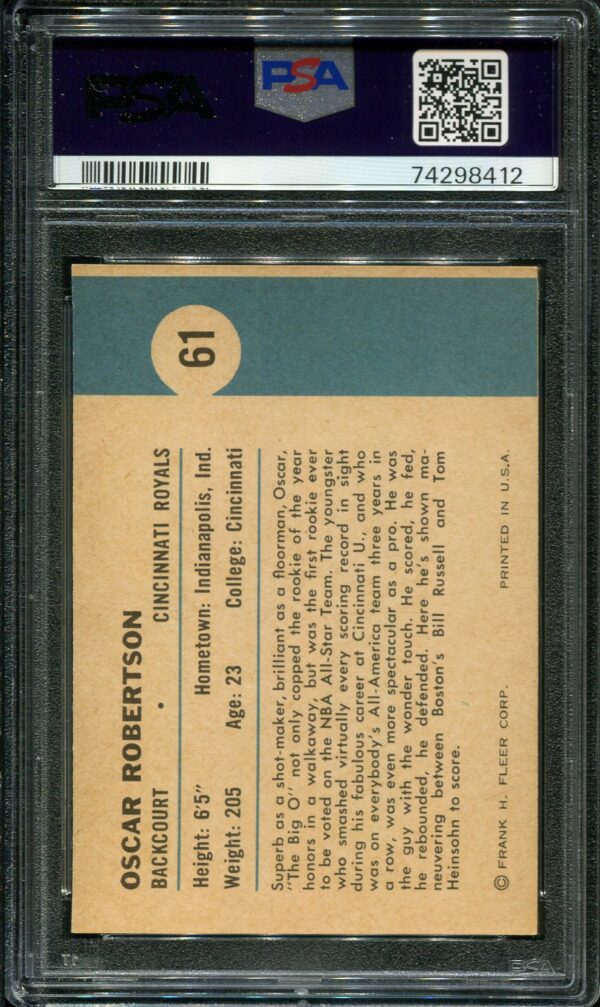 PSA
PSA
74298412
61
OSCAR ROBERTSON
BACKCOURT • CINCINNATI ROYALS
Height: 6'5" Hometown: Indianapolis, Ind.
Weight: 205 Age: 23 College: Cincinnati
Superb as a shot-maker, brilliant as a floorman, Oscar,
"The Big O" not only copped the rookie of the year
honors in a walkaway, but was the first rookie ever
to be voted on the NBA All-Star Team. The youngster
who smashed virtually every scoring record in sight
during his fabulous career at Cincinnati U., and who
was on everybody's All-America team three years in
a row, was even more spectacular as a pro. He was
the guy with the wonder touch. He scored, he fed,
he rebounded, he defended. Here he's shown ma-
neuvering between Boston's Bill Russell and Tom
Heinsohn to score.
© FRANK H. FLEER CORP. PRINTED IN U.S.A.
PSA